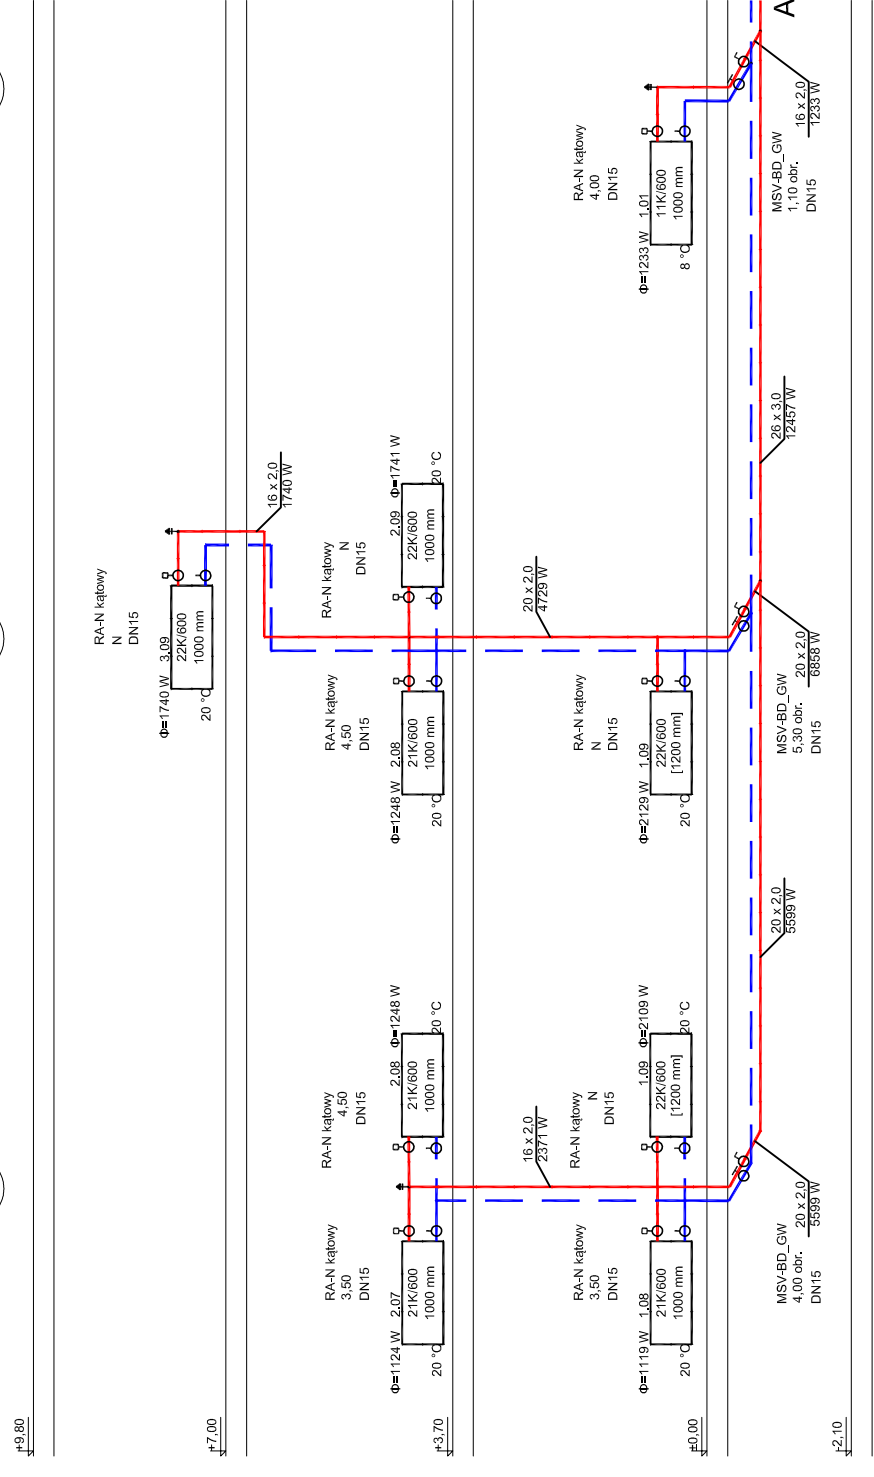 +9,80
+7,00
+3,70
±0,00
-2,10
RA-N kątowy
N
DN15
Φ=1740 W 3.09
22K/600
1000 mm
20 °C
16 x 2,0
1740 W
RA-N kątowy
3,50
DN15
Φ=1124 W 2.07
21K/600
1000 mm
20 °C
RA-N kątowy
4,50
DN15
2.08 Φ=1248 W
21K/600
1000 mm
20 °C
RA-N kątowy
4,50
DN15
Φ=1248 W 2.08
21K/600
1000 mm
20 °C
RA-N kątowy
N
DN15
2.09 Φ=1741 W
22K/600
1000 mm
20 °C
16 x 2,0
2371 W
20 x 2,0
4729 W
RA-N kątowy
3,50
DN15
Φ=1119 W 1.08
21K/600
1000 mm
20 °C
RA-N kątowy
N
DN15
1.09 Φ=2109 W
22K/600
[1200 mm]
20 °C
RA-N kątowy
N
DN15
Φ=2129 W 1.09
22K/600
[1200 mm]
20 °C
RA-N kątowy
4,00
DN15
Φ=1233 W 1.01
11K/600
1000 mm
8 °C
MSV-BD_GW
4,00 obr.
DN15
20 x 2,0
5599 W
20 x 2,0
5599 W
MSV-BD_GW
5,30 obr.
DN15
20 x 2,0
6858 W
26 x 3,0
12457 W
MSV-BD_GW
1,10 obr.
DN15
16 x 2,0
1233 W
A